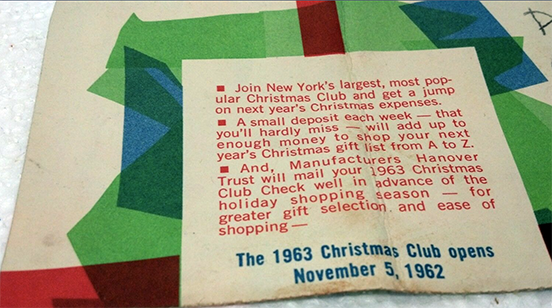 ■ Join New York's largest, most pop-
ular Christmas Club and get a jump
on next year's Christmas expenses.
■ A small deposit each week — that
you'll hardly miss — will add up to
enough money to shop your next
year's Christmas gift list from A to Z.
■ And, Manufacturers Hanover
Trust will mail your 1963 Christmas
Club Check well in advance of the
holiday shopping season — for
greater gift selection and ease of
shopping —
The 1963 Christmas Club opens
November 5, 1962